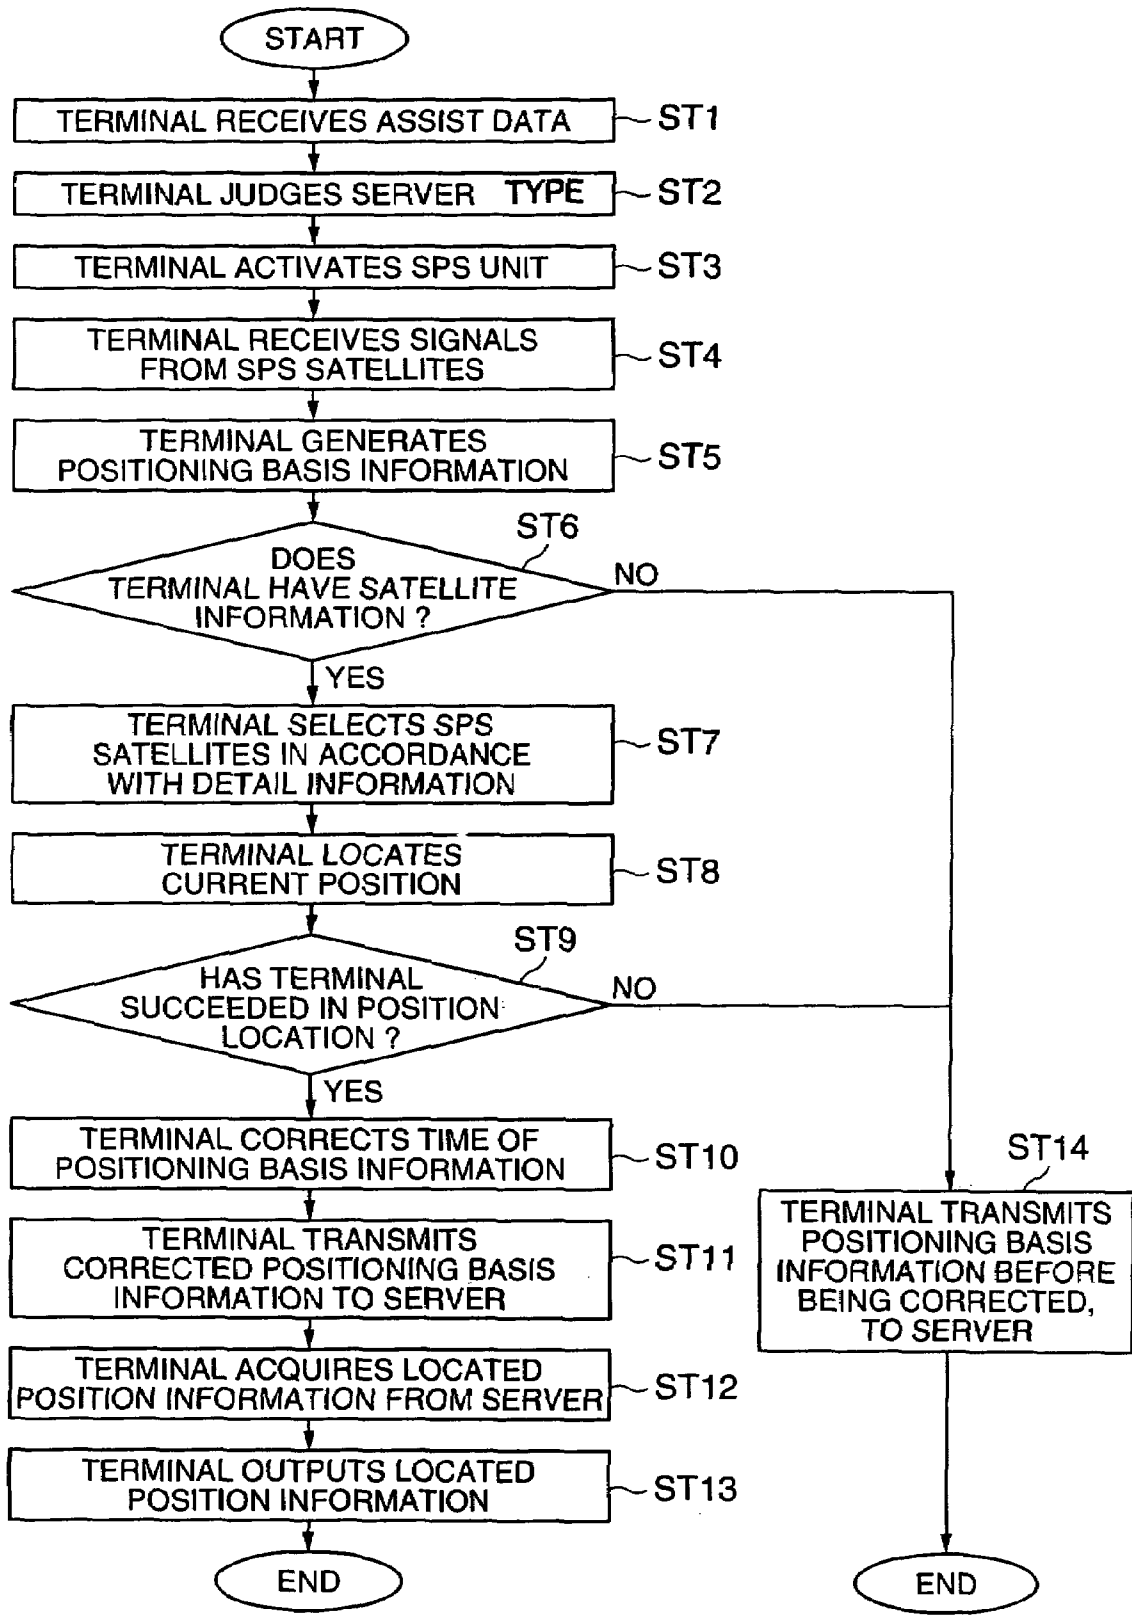 START
TERMINAL RECEIVES ASSIST DATA
ST1
TERMINAL JUDGES SERVER TYPE
ST2
TERMINAL ACTIVATES SPS UNIT
ST3
TERMINAL RECEIVES SIGNALS
FROM SPS SATELLITES
ST4
TERMINAL GENERATES
POSITIONING BASIS INFORMATION
ST5
ST6
DOES
TERMINAL HAVE SATELLITE
INFORMATION ?
NO
YES
TERMINAL SELECTS SPS
SATELLITES IN ACCORDANCE
WITH DETAIL INFORMATION
ST7
TERMINAL LOCATES
CURRENT POSITION
ST8
ST9
HAS TERMINAL
SUCCEEDED IN POSITION
LOCATION ?
NO
YES
TERMINAL CORRECTS TIME OF
POSITIONING BASIS INFORMATION
ST10
TERMINAL TRANSMITS
CORRECTED POSITIONING BASIS
INFORMATION TO SERVER
ST11
TERMINAL ACQUIRES LOCATED
POSITION INFORMATION FROM SERVER
ST12
TERMINAL OUTPUTS LOCATED
POSITION INFORMATION
ST13
END
ST14
TERMINAL TRANSMITS
POSITIONING BASIS
INFORMATION BEFORE
BEING CORRECTED,
TO SERVER
END